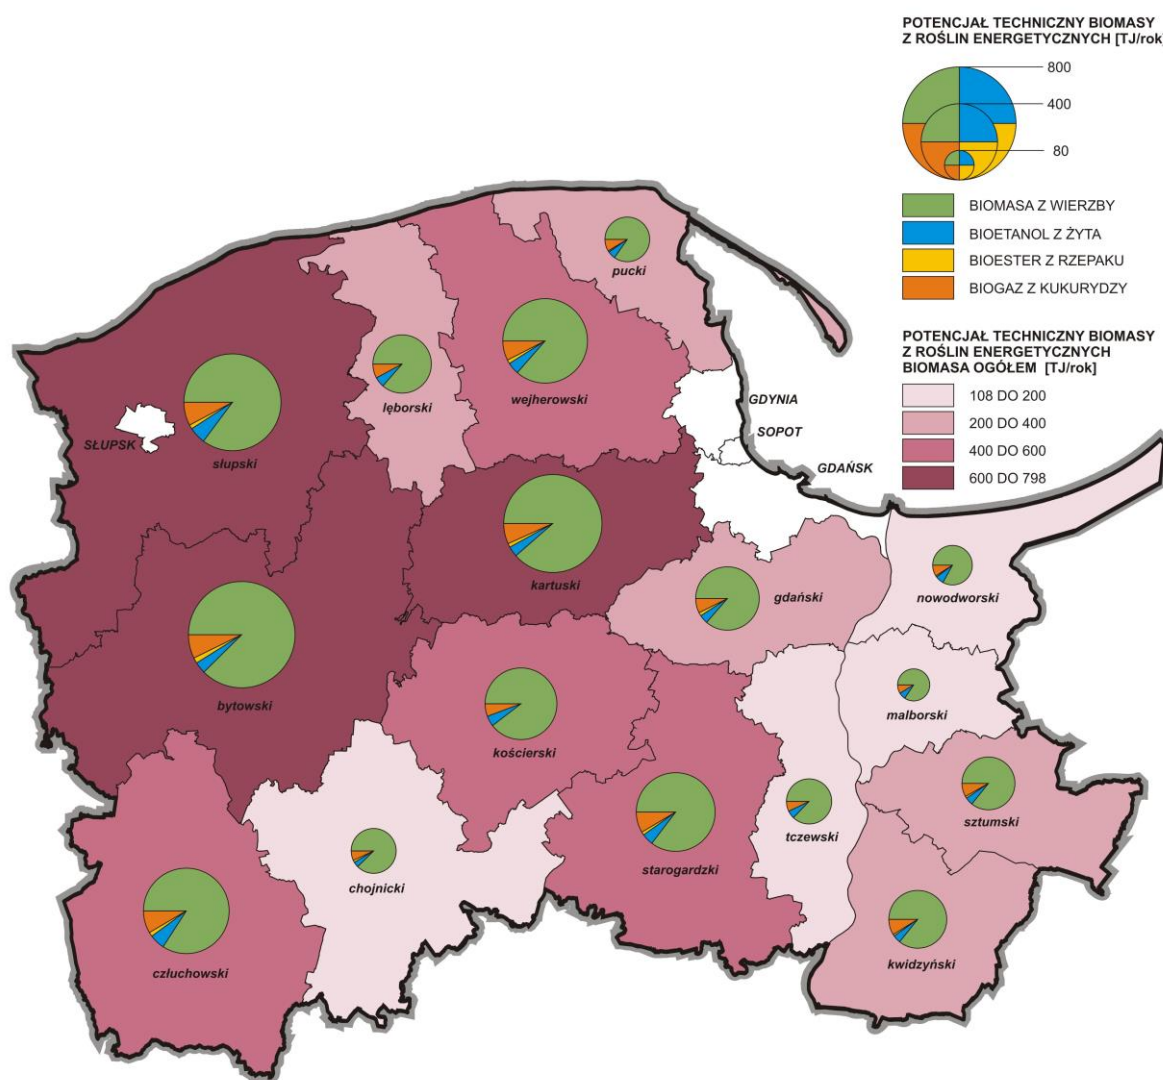 POTENCJAŁ TECHNICZNY BIOMASY
Z ROŚLIN ENERGETYCZNYCH [TJ/rok]
800
400
80
BIOMASA Z WIERZBY
BIOETANOL Z ŻYTA
BIOESTER Z RZEPAKU
BIOGAZ Z KUKURYDZY
POTENCJAŁ TECHNICZNY BIOMASY
Z ROŚLIN ENERGETYCZNYCH
BIOMASA OGÓŁEM [TJ/rok]
108 DO 200
200 DO 400
400 DO 600
600 DO 798
pucki
lęborski
wejherowski
GDYNIA
SOPOT
GDAŃSK
SŁUPSK
słupski
kartuski
gdański
nowodworski
bytowski
kościerski
malborski
sztumski
tczewski
starogardzki
chojnicki
człuchowski
kwidzyński